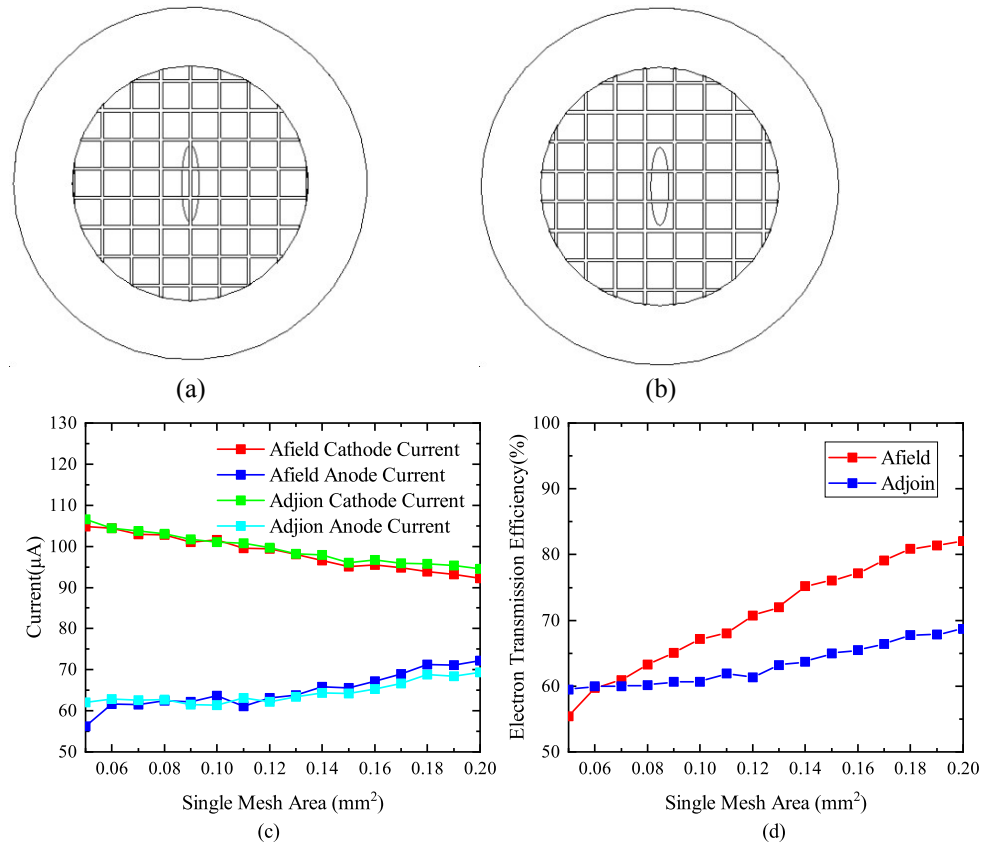 (a)
(b)
130
120
110
100
90
80
70
60
50
Current(μA)
Afield Cathode Current
Afield Anode Current
Adjion Cathode Current
Adjion Anode Current
0.06 0.08 0.10 0.12 0.14 0.16 0.18 0.20
Single Mesh Area (mm²)
(c)
100
90
80
70
60
50
Electron Transmission Efficiency(%)
Afield
Adjoin
0.06 0.08 0.10 0.12 0.14 0.16 0.18 0.20
Single Mesh Area (mm²)
(d)